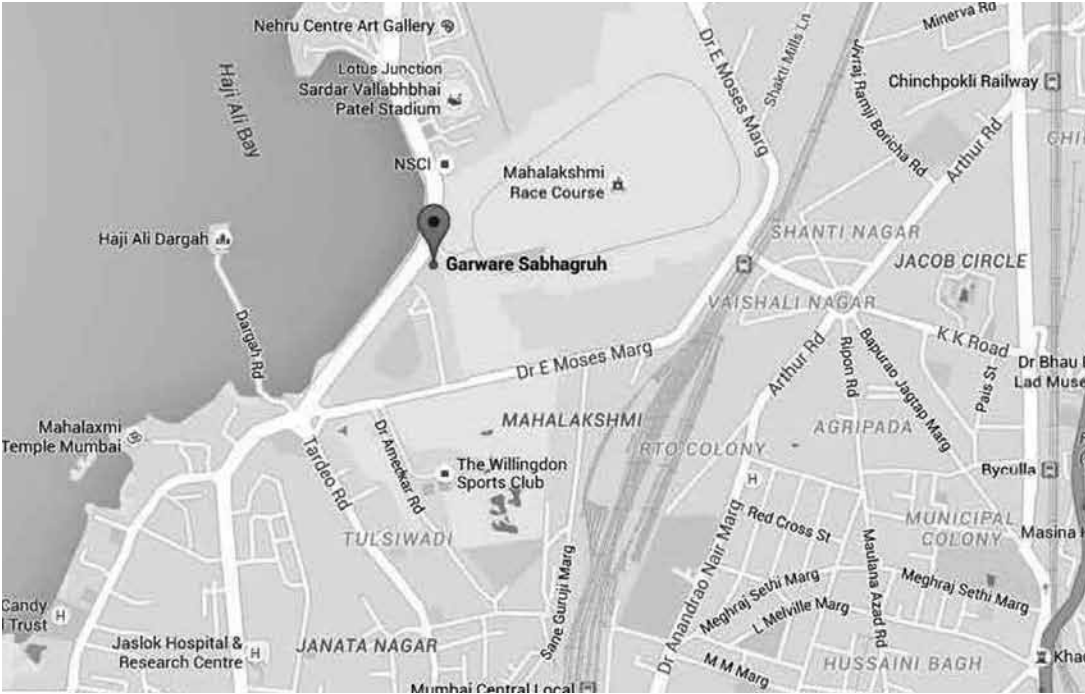 Nehru Centre Art Gallery
Lotus Junction
Sardar Vallabhbhai
Patel Stadium
Haji Ali Bay
NSCI
Dr E Moses Marg
Shakti Mills Ln
Minerva Rd
Jivraj Ramji Boricha Rd
Chinchpokli Railway
Arthur Rd
CHI
Mahalakshmi
Race Course
Haji Ali Dargah
Garware Sabhagruh
SHANTI NAGAR
JACOB CIRCLE
VAISHALI NAGAR
Dargah Rd
Dr E Moses Marg
Arthur Rd
Ripon Rd
Bapurao Jagtap Marg
K K Road
Pais St
Dr Bhau
Lad Muse
Mahalaxmi
Temple Mumbai
MAHALAKSHMI
RTO COLONY
AGRIPADA
Tardeo Rd
Dr Amedkar Rd
The Willingdon
Sports Club
Byculla
TULSIWADI
Red Cross St
MUNICIPAL
COLONY
Masina
Maulana Azad Rd
Dr Anandrao Nair Marg
Sane Guruji Marg
Meghraj Sethi Marg
Meghraj Sethi Marg
L Melville Marg
Candy
l Trust
Jaslok Hospital &
Research Centre
JANATA NAGAR
HUSSAINI BAGH
M M Marg
Khad
Mumbai Central Local